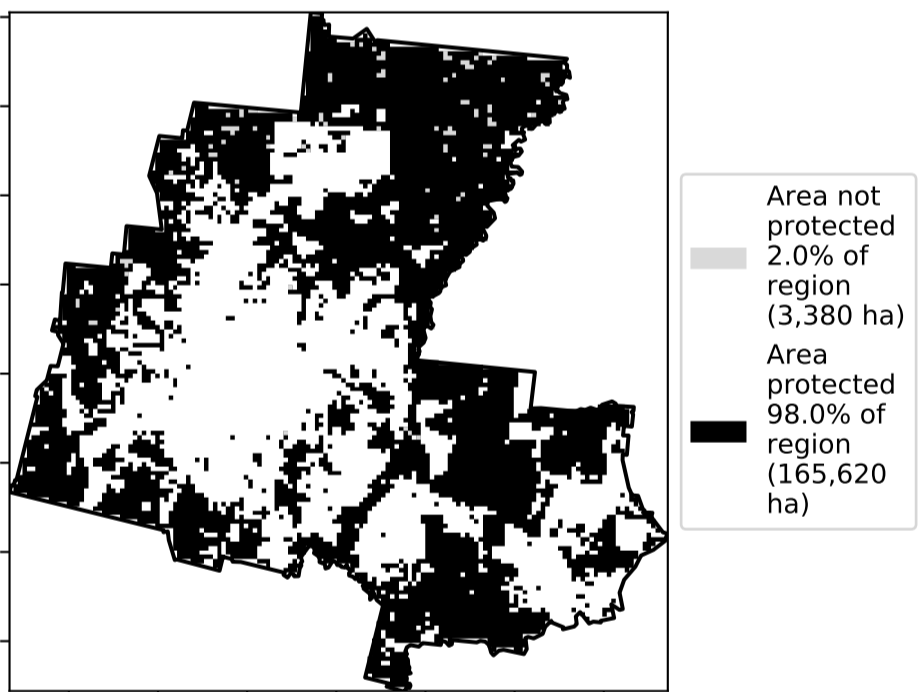 Area not
protected
2.0% of
region
(3,380 ha)
Area
protected
98.0% of
region
(165,620
ha)